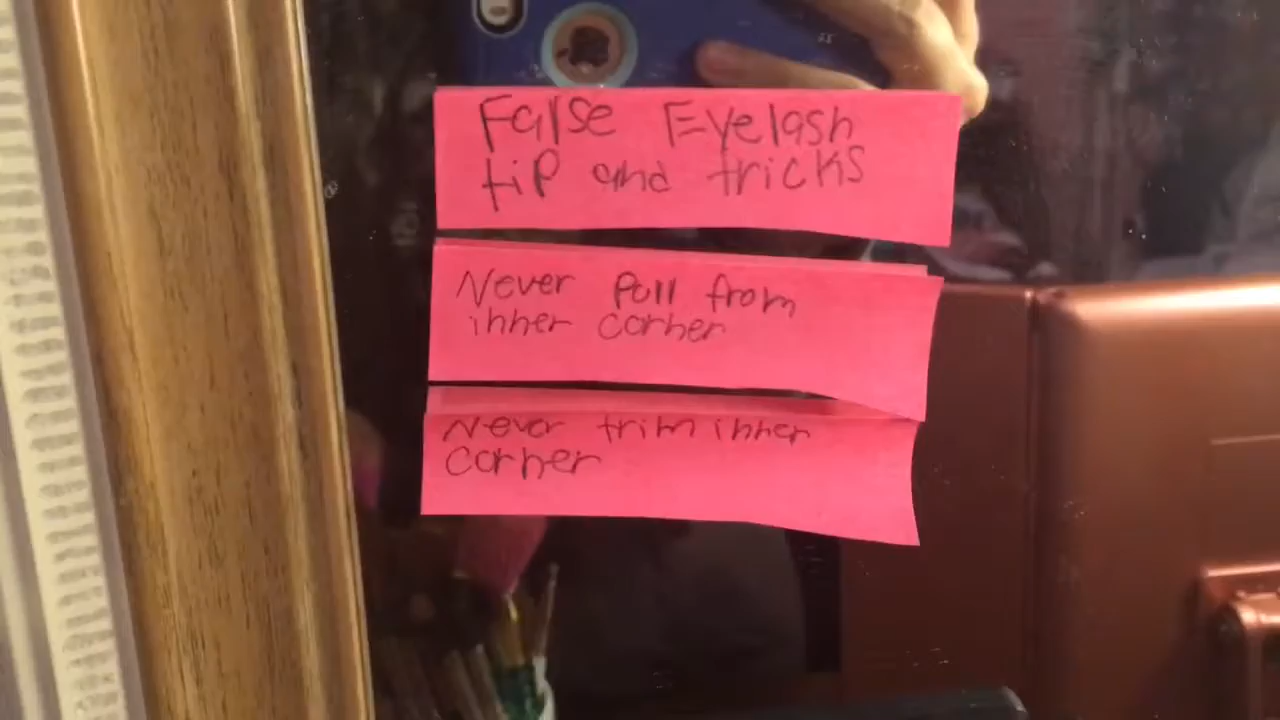 False Eyelash
tip and tricks
Never Pull from
inner corner
Never trim inner
corner